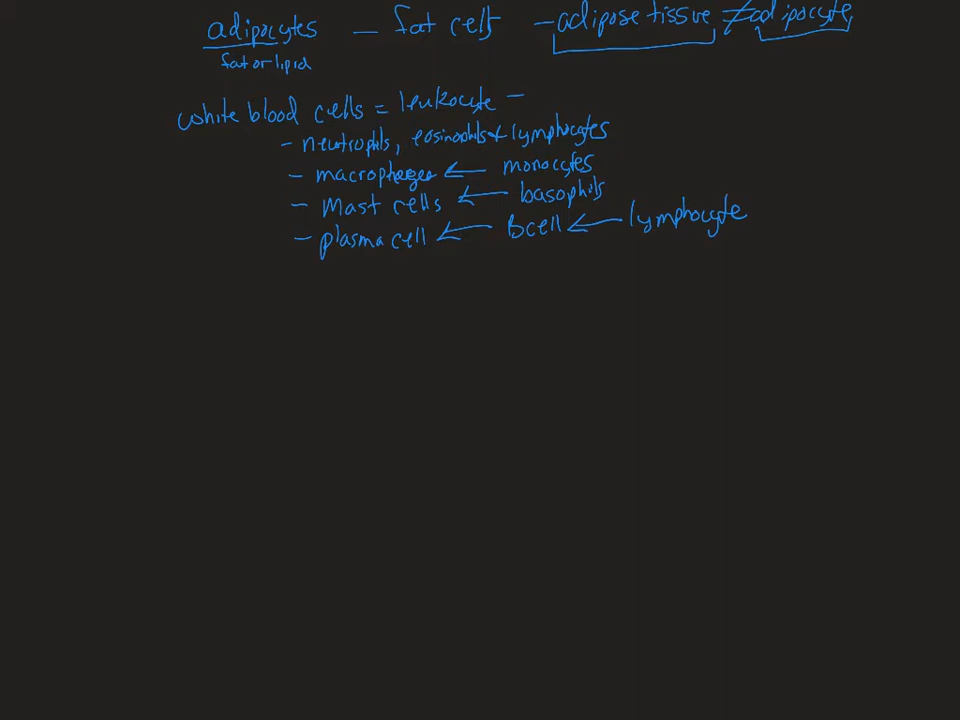 adipocytes — fat cells — adipose tissue ≠ adipocyte
fat or lipid
white blood cells = leukocyte —
- neutrophils, eosinophils & lymphocytes
- macrophages ← monocytes
- Mast cells ← basophils
- plasma cell ← B cell ← lymphocyte